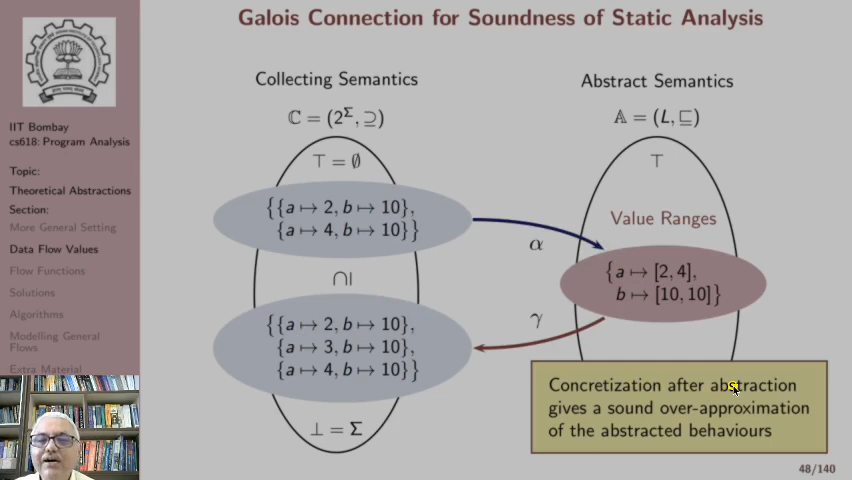 Galois Connection for Soundness of Static Analysis
IIT Bombay
cs618: Program Analysis
Topic:
Theoretical Abstractions
Section:
More General Setting
Data Flow Values
Flow Functions
Solutions
Algorithms
Modelling General
Flows
Extra Material
Collecting Semantics
ℂ = (2^Σ, ⊇)
⊤ = ∅
{{a ↦ 2, b ↦ 10},
{a ↦ 4, b ↦ 10}}
∩|
{{a ↦ 2, b ↦ 10},
{a ↦ 3, b ↦ 10},
{a ↦ 4, b ↦ 10}}
⊥ = Σ
α
γ
Abstract Semantics
𝔸 = (L, ⊑)
⊤
Value Ranges
{a ↦ [2, 4],
b ↦ [10, 10]}
Concretization after abstraction
gives a sound over-approximation
of the abstracted behaviours
48/140